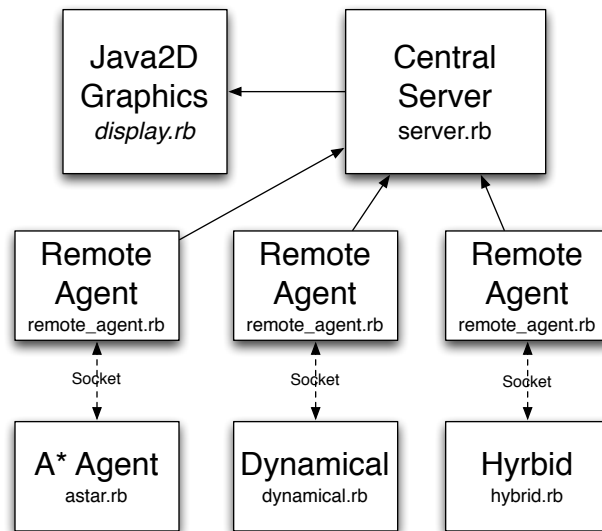 Java2D
Graphics
display.rb
Central
Server
server.rb
Remote
Agent
remote_agent.rb
Remote
Agent
remote_agent.rb
Remote
Agent
remote_agent.rb
Socket
Socket
Socket
A* Agent
astar.rb
Dynamical
dynamical.rb
Hyrbid
hybrid.rb